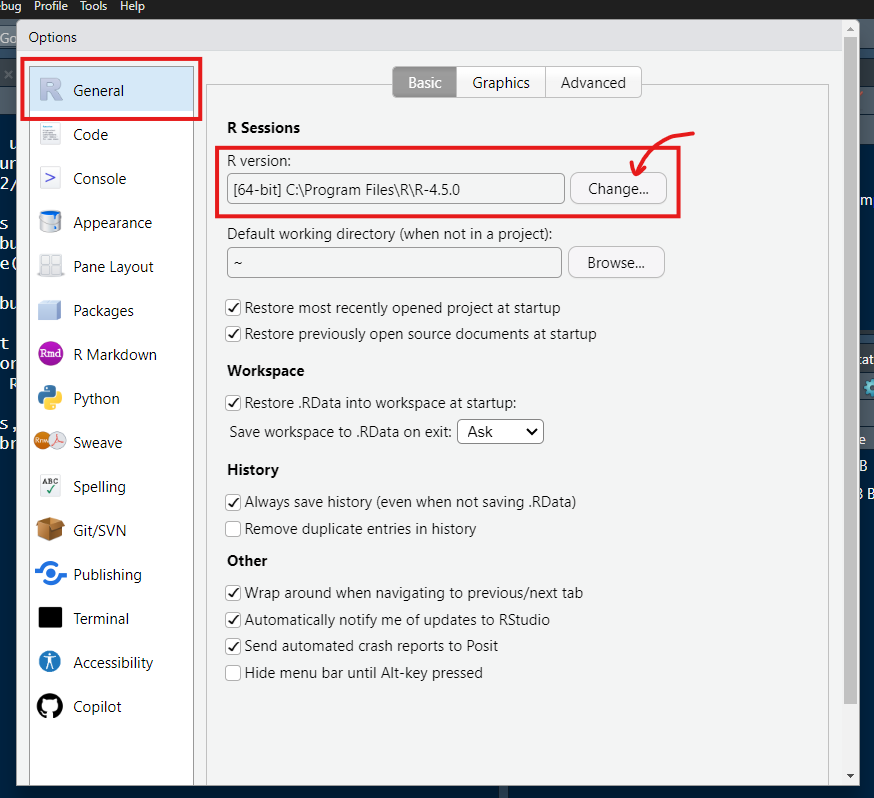 bug Profile Tools Help
Options
General
Code
Console
Appearance
Pane Layout
Packages
Rmd R Markdown
Python
Rnw Sweave
ABC Spelling
Git/SVN
Publishing
Terminal
Accessibility
Copilot
Basic Graphics Advanced
R Sessions
R version:
[64-bit] C:\Program Files\R\R-4.5.0 Change...
Default working directory (when not in a project):
~ Browse...
Restore most recently opened project at startup
Restore previously open source documents at startup
Workspace
Restore .RData into workspace at startup:
Save workspace to .RData on exit: Ask
History
Always save history (even when not saving .RData)
Remove duplicate entries in history
Other
Wrap around when navigating to previous/next tab
Automatically notify me of updates to RStudio
Send automated crash reports to Posit
Hide menu bar until Alt-key pressed